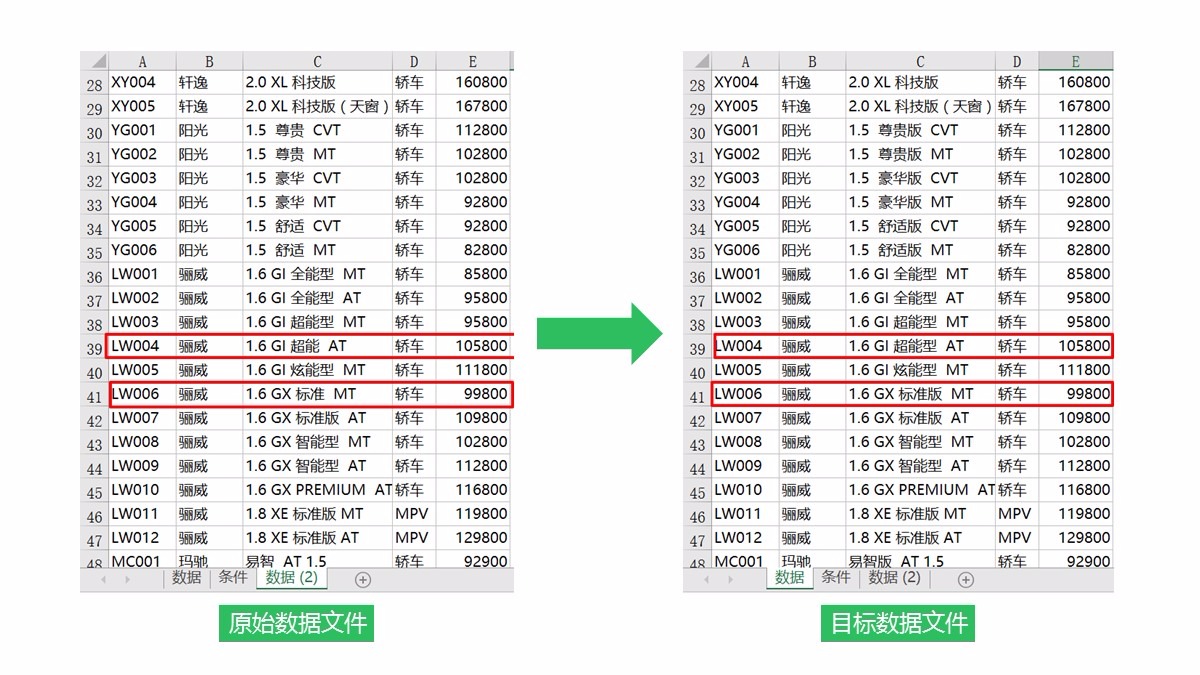 A B C D E
28 XY004 轩逸 2.0 XL 科技版 轿车 160800
29 XY005 轩逸 2.0 XL 科技版（天窗） 轿车 167800
30 YG001 阳光 1.5 尊贵 CVT 轿车 112800
31 YG002 阳光 1.5 尊贵 MT 轿车 102800
32 YG003 阳光 1.5 豪华 CVT 轿车 102800
33 YG004 阳光 1.5 豪华 MT 轿车 92800
34 YG005 阳光 1.5 舒适 CVT 轿车 92800
35 YG006 阳光 1.5 舒适 MT 轿车 82800
36 LW001 骊威 1.6 GI 全能型 MT 轿车 85800
37 LW002 骊威 1.6 GI 全能型 AT 轿车 95800
38 LW003 骊威 1.6 GI 超能型 MT 轿车 95800
39 LW004 骊威 1.6 GI 超能 AT 轿车 105800
40 LW005 骊威 1.6 GI 炫能型 MT 轿车 111800
41 LW006 骊威 1.6 GX 标准 MT 轿车 99800
42 LW007 骊威 1.6 GX 标准版 AT 轿车 109800
43 LW008 骊威 1.6 GX 智能型 MT 轿车 102800
44 LW009 骊威 1.6 GX 智能型 AT 轿车 112800
45 LW010 骊威 1.6 GX PREMIUM AT 轿车 116800
46 LW011 骊威 1.8 XE 标准版 MT MPV 119800
47 LW012 骊威 1.8 XE 标准版 AT MPV 129800
48 MC001 玛驰 易智 AT 1.5 轿车 92900
数据 条件 数据 (2)
原始数据文件
A B C D E
28 XY004 轩逸 2.0 XL 科技版 轿车 160800
29 XY005 轩逸 2.0 XL 科技版（天窗） 轿车 167800
30 YG001 阳光 1.5 尊贵版 CVT 轿车 112800
31 YG002 阳光 1.5 尊贵版 MT 轿车 102800
32 YG003 阳光 1.5 豪华版 CVT 轿车 102800
33 YG004 阳光 1.5 豪华版 MT 轿车 92800
34 YG005 阳光 1.5 舒适版 CVT 轿车 92800
35 YG006 阳光 1.5 舒适版 MT 轿车 82800
36 LW001 骊威 1.6 GI 全能型 MT 轿车 85800
37 LW002 骊威 1.6 GI 全能型 AT 轿车 95800
38 LW003 骊威 1.6 GI 超能型 MT 轿车 95800
39 LW004 骊威 1.6 GI 超能型 AT 轿车 105800
40 LW005 骊威 1.6 GI 炫能型 MT 轿车 111800
41 LW006 骊威 1.6 GX 标准版 MT 轿车 99800
42 LW007 骊威 1.6 GX 标准版 AT 轿车 109800
43 LW008 骊威 1.6 GX 智能型 MT 轿车 102800
44 LW009 骊威 1.6 GX 智能型 AT 轿车 112800
45 LW010 骊威 1.6 GX PREMIUM AT 轿车 116800
46 LW011 骊威 1.8 XE 标准版 MT MPV 119800
47 LW012 骊威 1.8 XE 标准版 AT MPV 129800
48 MC001 玛驰 易智版 AT 1.5 轿车 92900
数据 条件 数据 (2)
目标数据文件